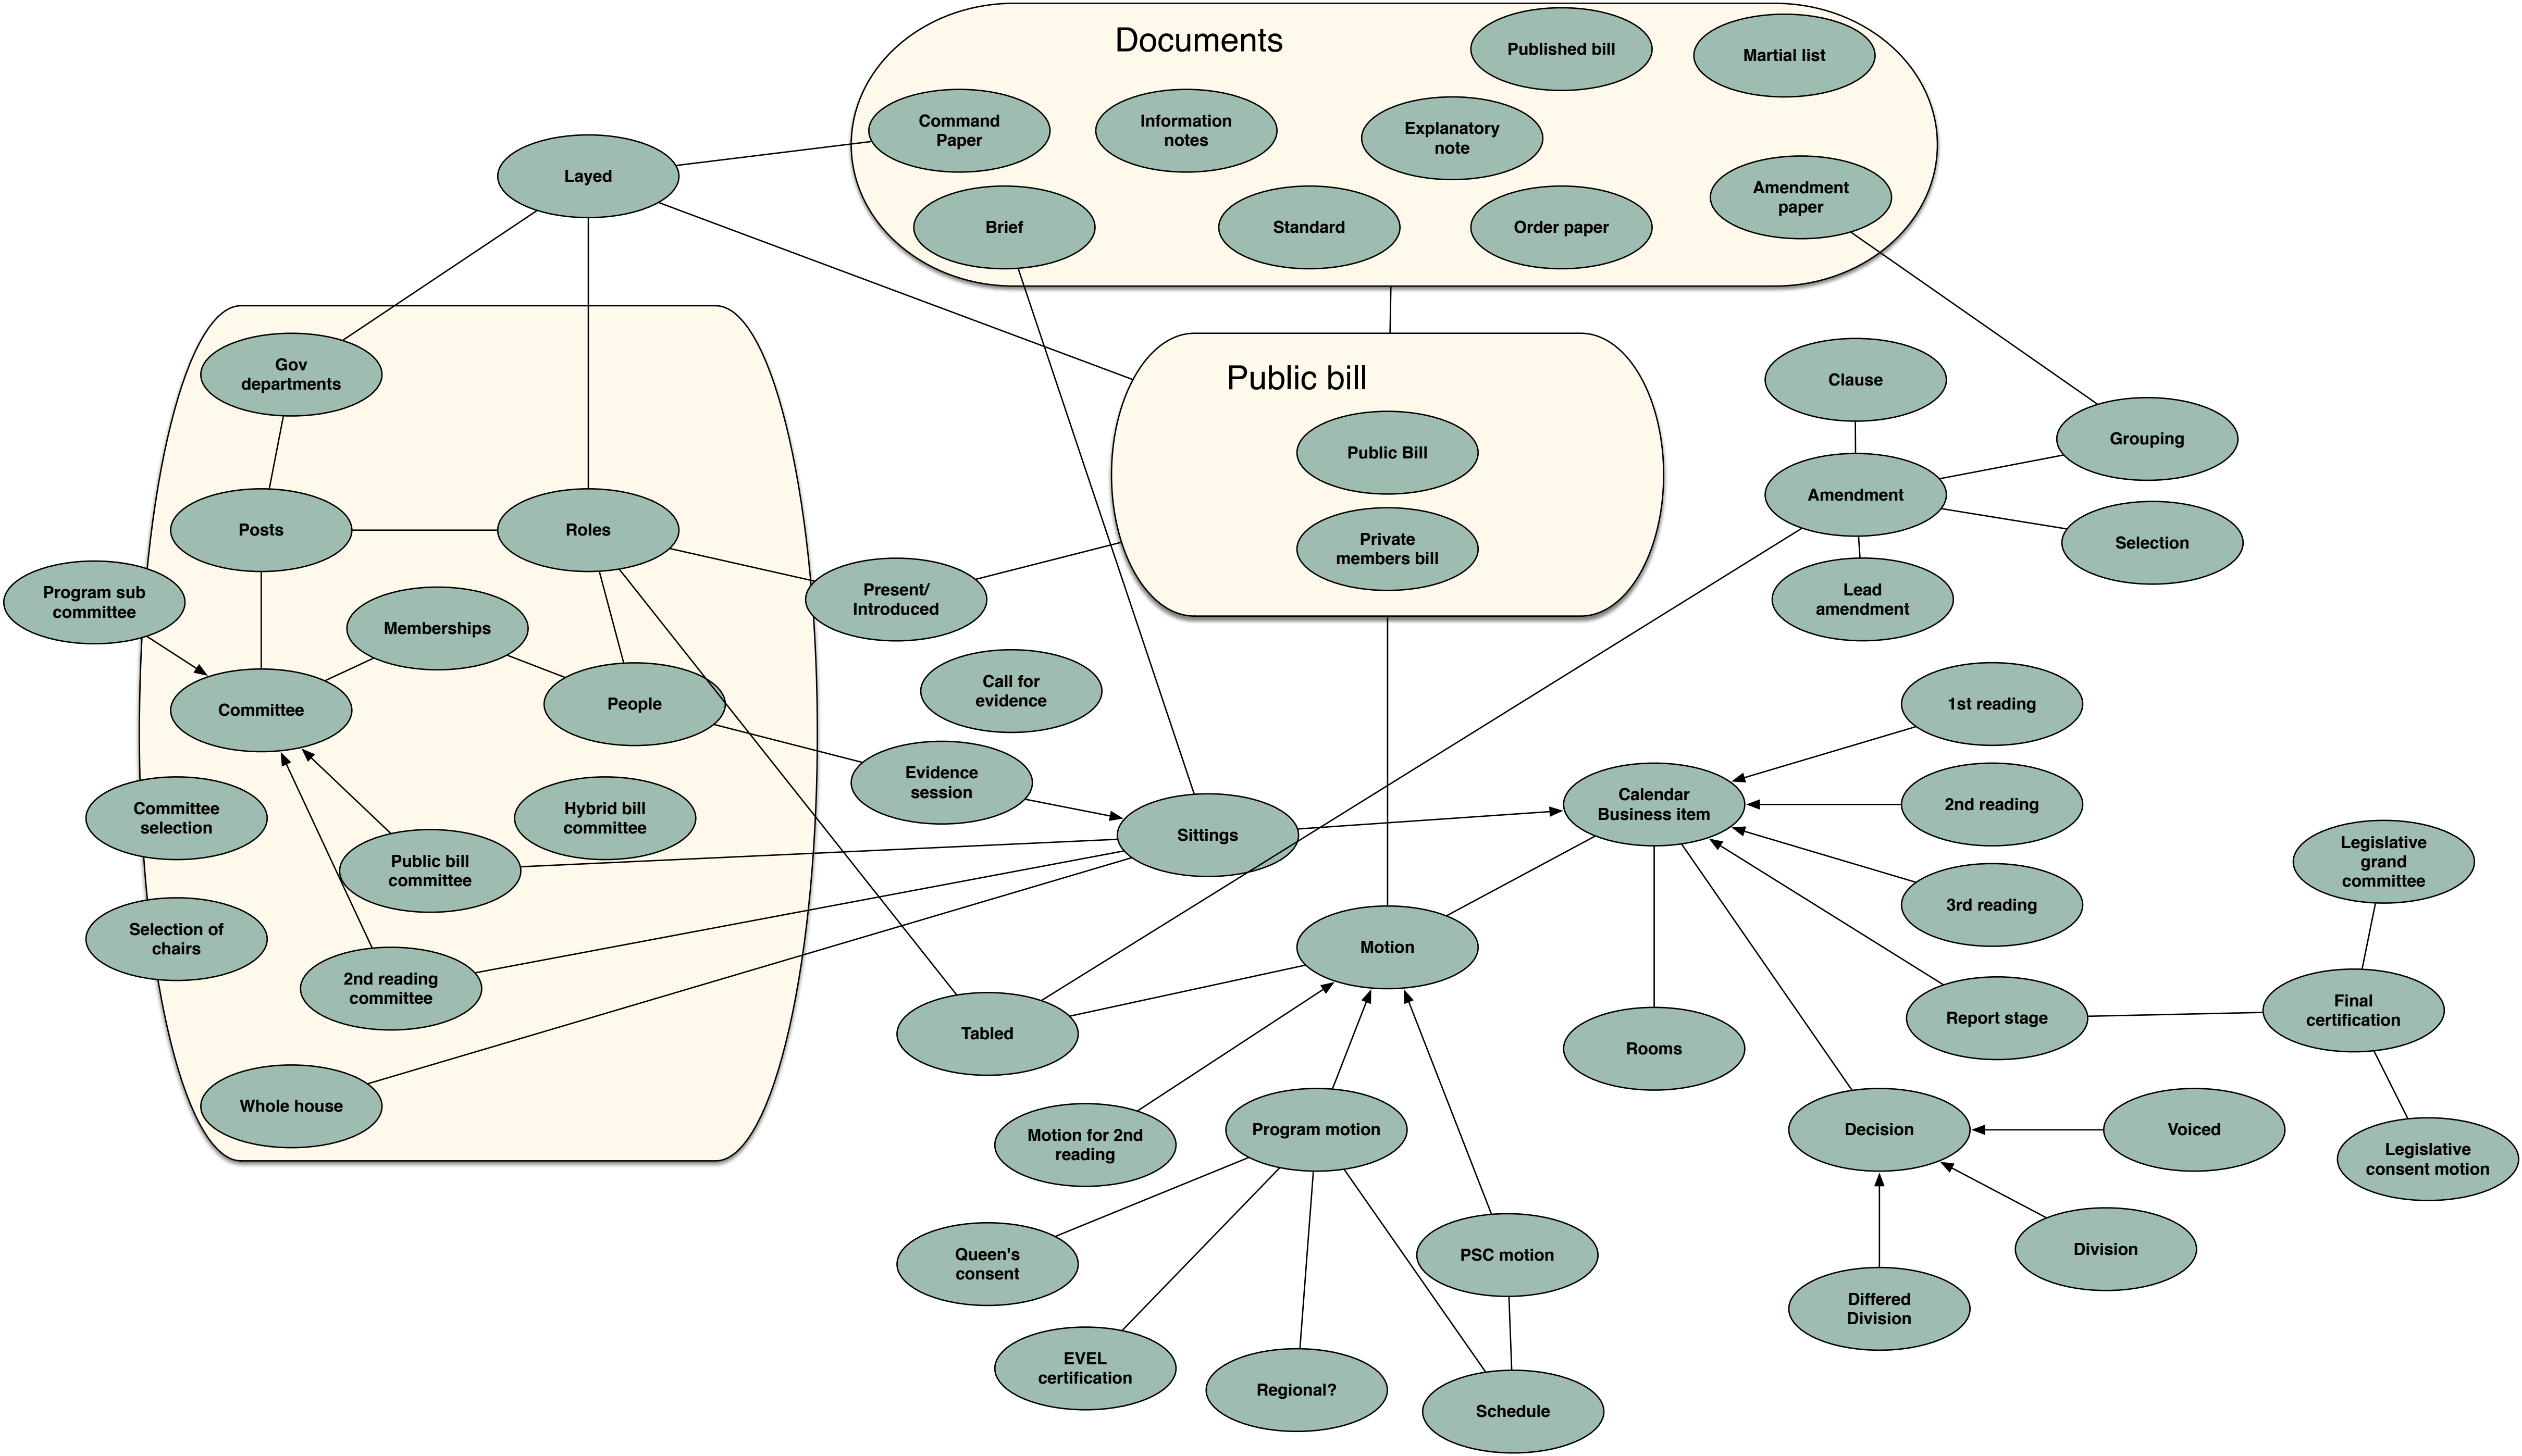 Documents
Published bill
Martial list
Command
Paper
Information
notes
Explanatory
note
Layed
Amendment
paper
Brief
Standard
Order paper
Gov
departments
Public bill
Clause
Public Bill
Grouping
Amendment
Posts
Roles
Private
members bill
Selection
Program sub
committee
Present/
Introduced
Lead
amendment
Memberships
Call for
evidence
Committee
People
1st reading
Evidence
session
Calendar
Business item
2nd reading
Committee
selection
Hybrid bill
committee
Sittings
Legislative
grand
committee
Public bill
committee
3rd reading
Selection of
chairs
Motion
2nd reading
committee
Final
certification
Report stage
Tabled
Rooms
Whole house
Motion for 2nd
reading
Program motion
Decision
Voiced
Legislative
consent motion
Queen's
consent
PSC motion
Division
Differed
Division
EVEL
certification
Regional?
Schedule